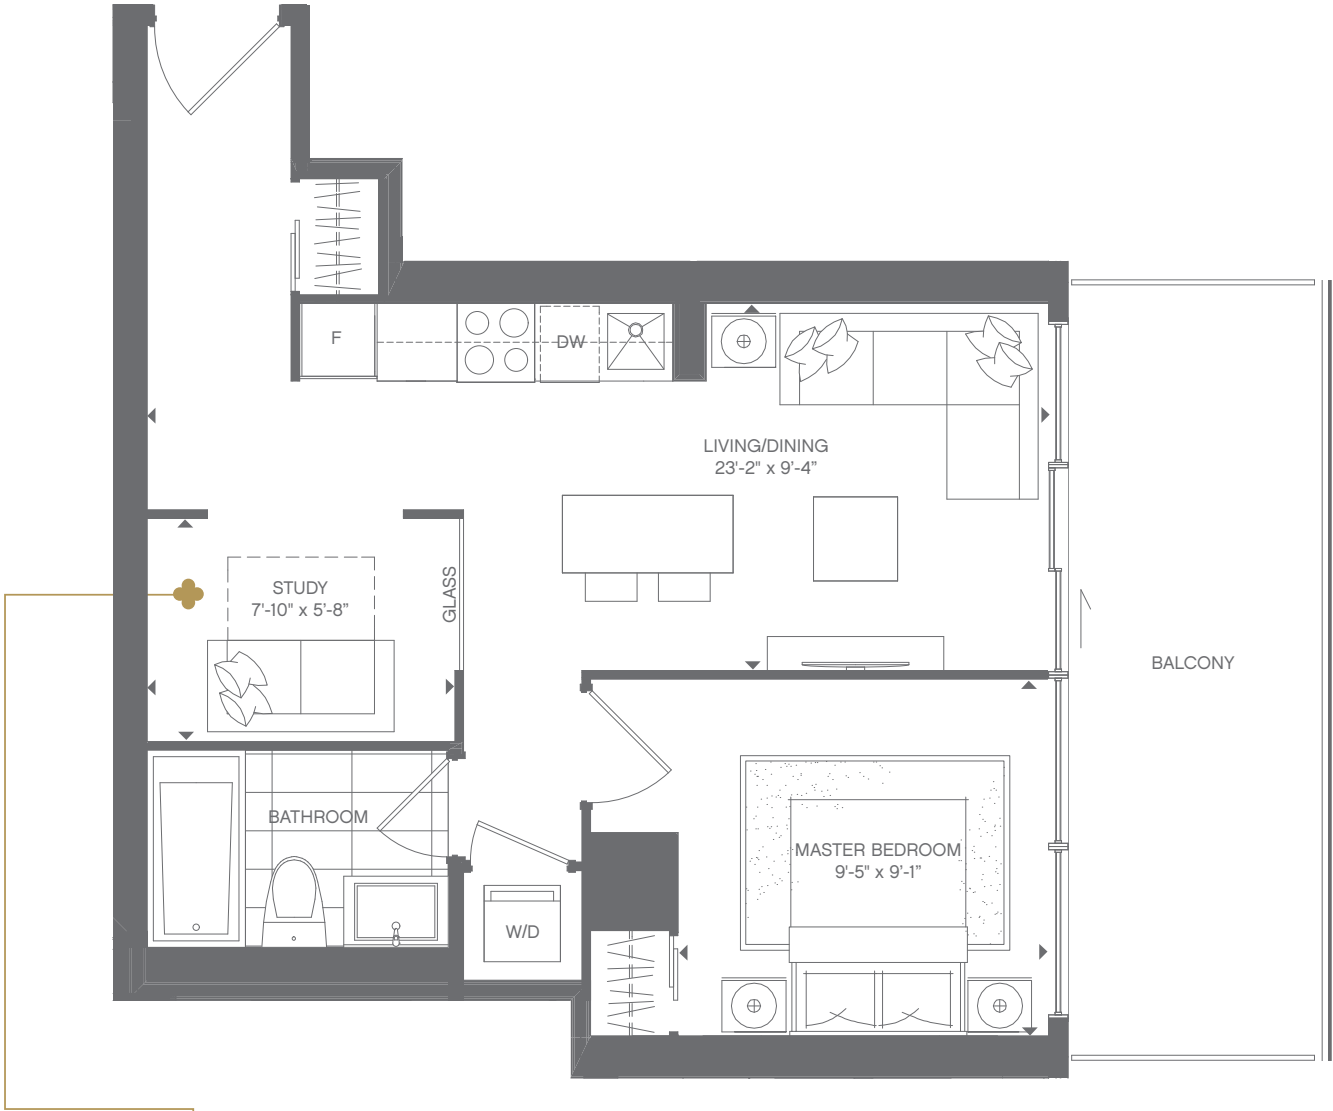 F
DW
LIVING/DINING
23'-2" x 9'-4"
STUDY
7'-10" x 5'-8"
GLASS
BALCONY
BATHROOM
MASTER BEDROOM
9'-5" x 9'-1"
W/D